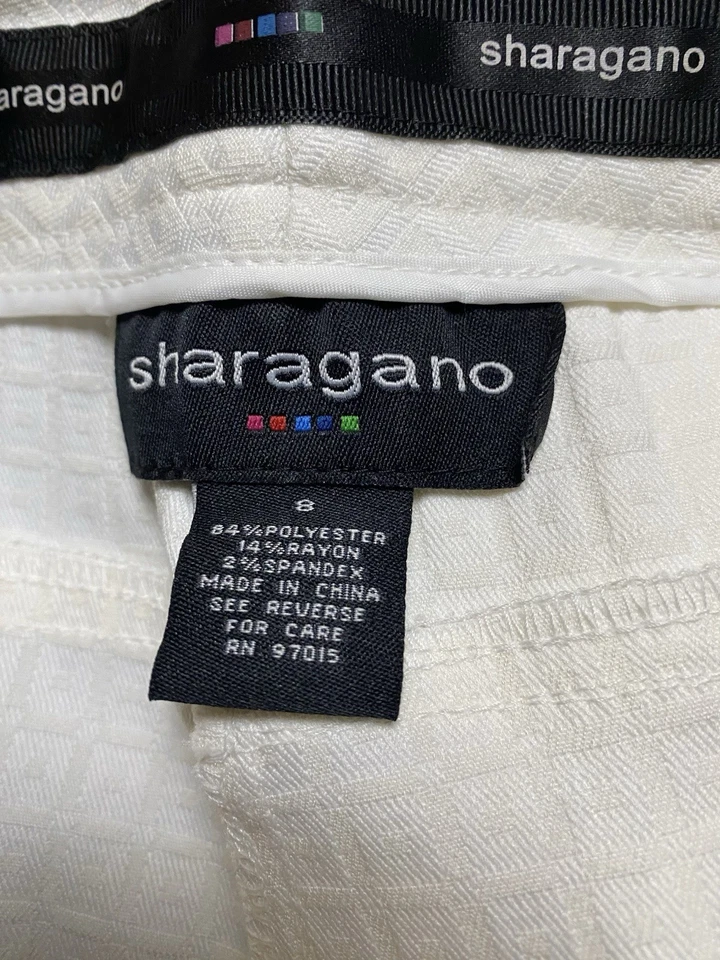 aragano
sharagano
sharagano
8
84%POLYESTER
14%RAYON
2%SPANDEX
MADE IN CHINA
SEE REVERSE
FOR CARE
RN 97015